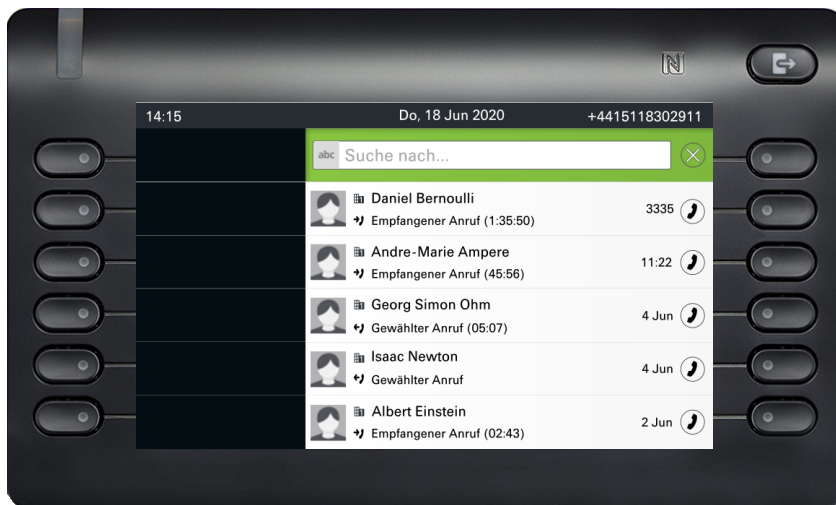 14:15 Do, 18 Jun 2020 +4415118302911
abc Suche nach...
Daniel Bernoulli
Empfangener Anruf (1:35:50) 3335
Andre-Marie Ampere
Empfangener Anruf (45:56) 11:22
Georg Simon Ohm
Gewählter Anruf (05:07) 4 Jun
Isaac Newton
Gewählter Anruf 4 Jun
Albert Einstein
Empfangener Anruf (02:43) 2 Jun